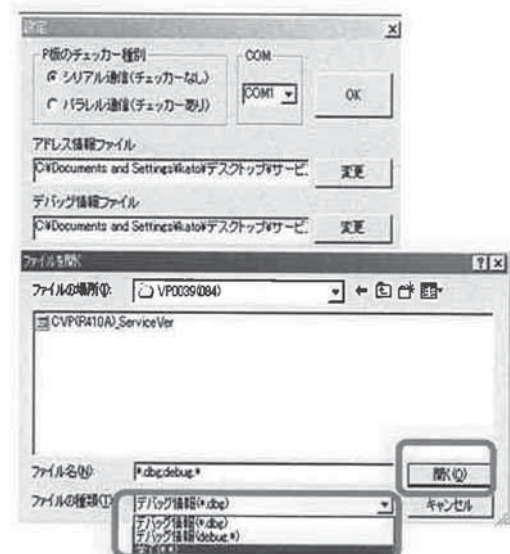 設定
P版のチェッカー種別
シリアル通信(チェッカーなし)
パラレル通信(チェッカーあり)
COM
COM1
OK
アドレス情報ファイル
C¥Documents and Settings¥kato¥デスクトップ¥サービ
変更
デバッグ情報ファイル
C¥Documents and Settings¥kato¥デスクトップ¥サービ
変更
ファイルを開く
ファイルの場所(I):
VP0039(084)
CVP(R410A)_ServiceVer
ファイル名(N):
*.dbg;debug.*
開く(O)
ファイルの種類(T):
デバッグ情報(*.dbg)
キャンセル
デバッグ情報(*.dbg)
デバッグ情報(debug.*)